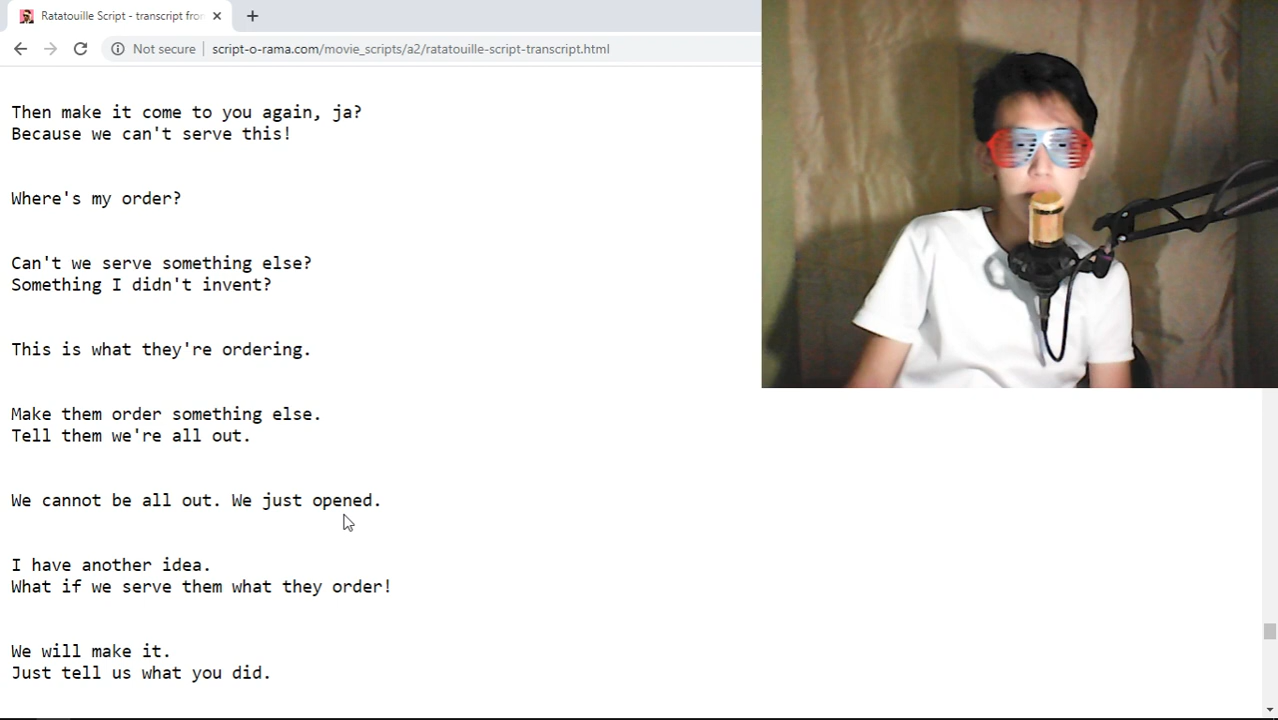 Ratatouille Script - transcript fro
Not secure script-o-rama.com/movie_scripts/a2/ratatouille-script-transcript.html
Then make it come to you again, ja?
Because we can't serve this!
Where's my order?
Can't we serve something else?
Something I didn't invent?
This is what they're ordering.
Make them order something else.
Tell them we're all out.
We cannot be all out. We just opened.
I have another idea.
What if we serve them what they order!
We will make it.
Just tell us what you did.